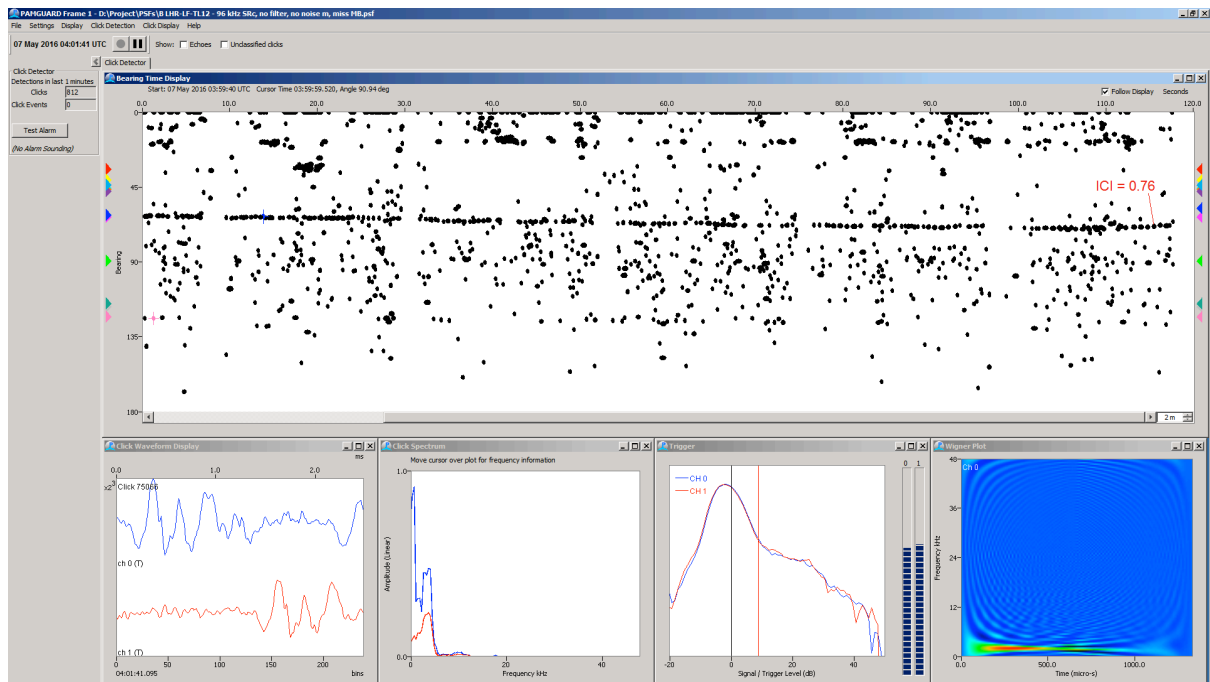 PAMGUARD Frame 1 - D:\Project\PSFs\B LHR-LF-TL12 - 96 kHz SRc, no filter, no noise m, miss MB.psf
File Settings Display Click Detection Click Display Help
07 May 2016 04:01:41 UTC Show: Echoes Unclassified clicks
Click Detector
Click Detector
Detections in last 1 minutes
Clicks 812
Click Events 0
Test Alarm
(No Alarm Sounding)
Bearing Time Display
Start: 07 May 2016 03:59:40 UTC Cursor Time 03:59:59.520, Angle 90.94 deg
Follow Display Seconds
0.0 10.0 20.0 30.0 40.0 50.0 60.0 70.0 80.0 90.0 100.0 110.0 120.0
0
45
90
135
180
Bearing
ICI = 0.76
2 m
Click Waveform Display
ms
0.0 1.0 2.0
x2³ Click 75066
ch 0 (T)
ch 1 (T)
0 50 100 150 200
04:01:41.095 bins
Click Spectrum
Move cursor over plot for frequency information
1.0
0.0
Amplitude (Linear)
0 20 40
Frequency kHz
Trigger
CH 0
CH 1
0 1
-20 0 20 40
Signal / Trigger Level (dB)
Wigner Plot
Ch 0
48
36
24
12
0
Frequency kHz
0.0 500.0 1000.0
Time (micro-s)